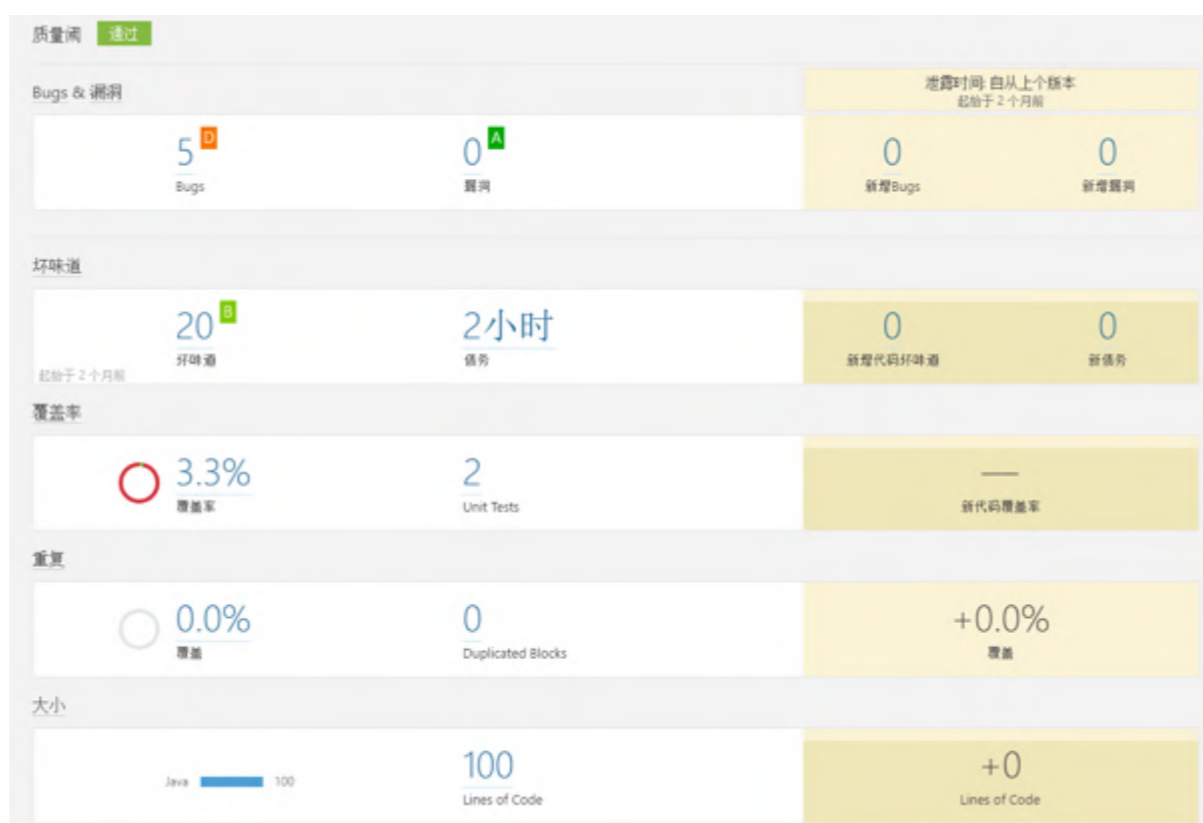 质量阈 通过
Bugs & 漏洞
泄露时间: 自从上个版本
起始于 2 个月前
5 D
Bugs
0 A
漏洞
0
新增Bugs
0
新增漏洞
坏味道
20 B
坏味道
起始于 2 个月前
2小时
债务
0
新增代码坏味道
0
新债务
覆盖率
3.3%
覆盖率
2
Unit Tests
—
新代码覆盖率
重复
0.0%
覆盖
0
Duplicated Blocks
+0.0%
覆盖
大小
Java 100
100
Lines of Code
+0
Lines of Code